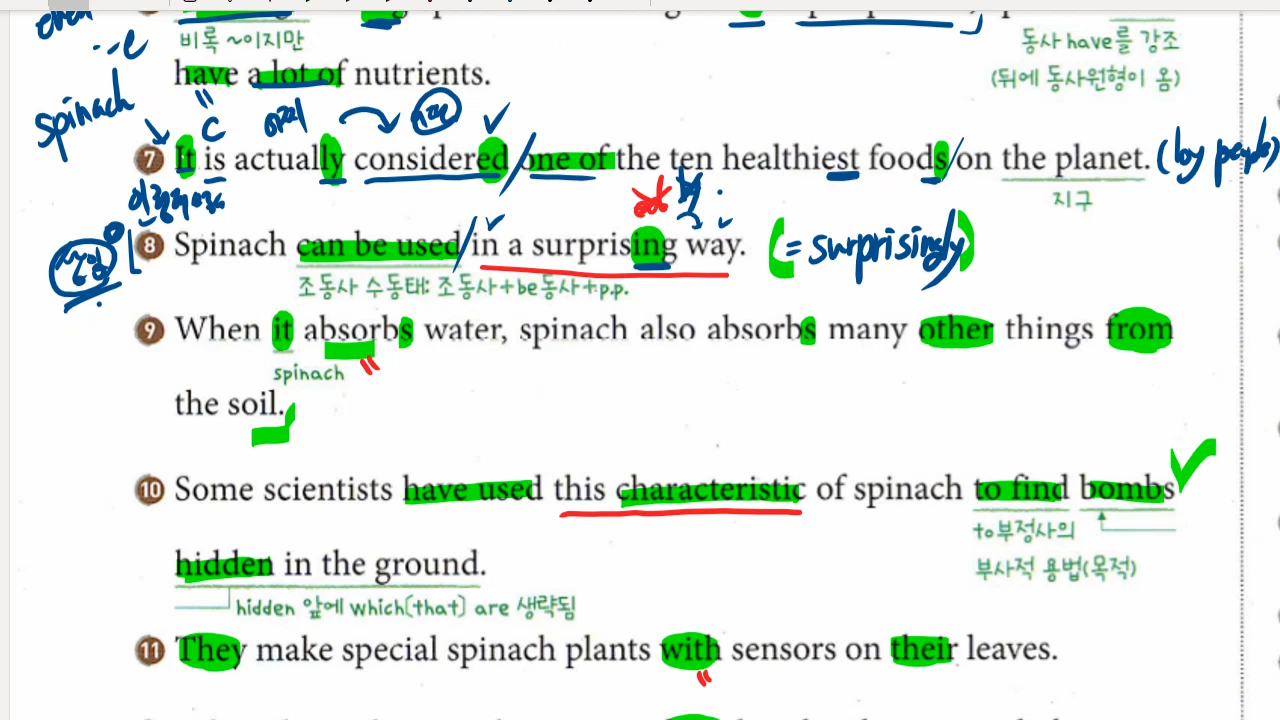 비록 ~이지만
동사 have를 강조
have a lot of nutrients.
(뒤에 동사원형이 옴)
spinach
C
⑦ It is actually considered / one of the ten healthiest foods / on the planet. (by people)
지구
⑧ Spinach can be used / in a surprising way. (= surprisingly)
조동사 수동태: 조동사+be동사+p.p.
⑨ When it absorbs water, spinach also absorbs many other things from
spinach
the soil.
⑩ Some scientists have used this characteristic of spinach to find bombs
to부정사의
부사적 용법(목적)
hidden in the ground.
hidden 앞에 which(that) are 생략됨
⑪ They make special spinach plants with sensors on their leaves.